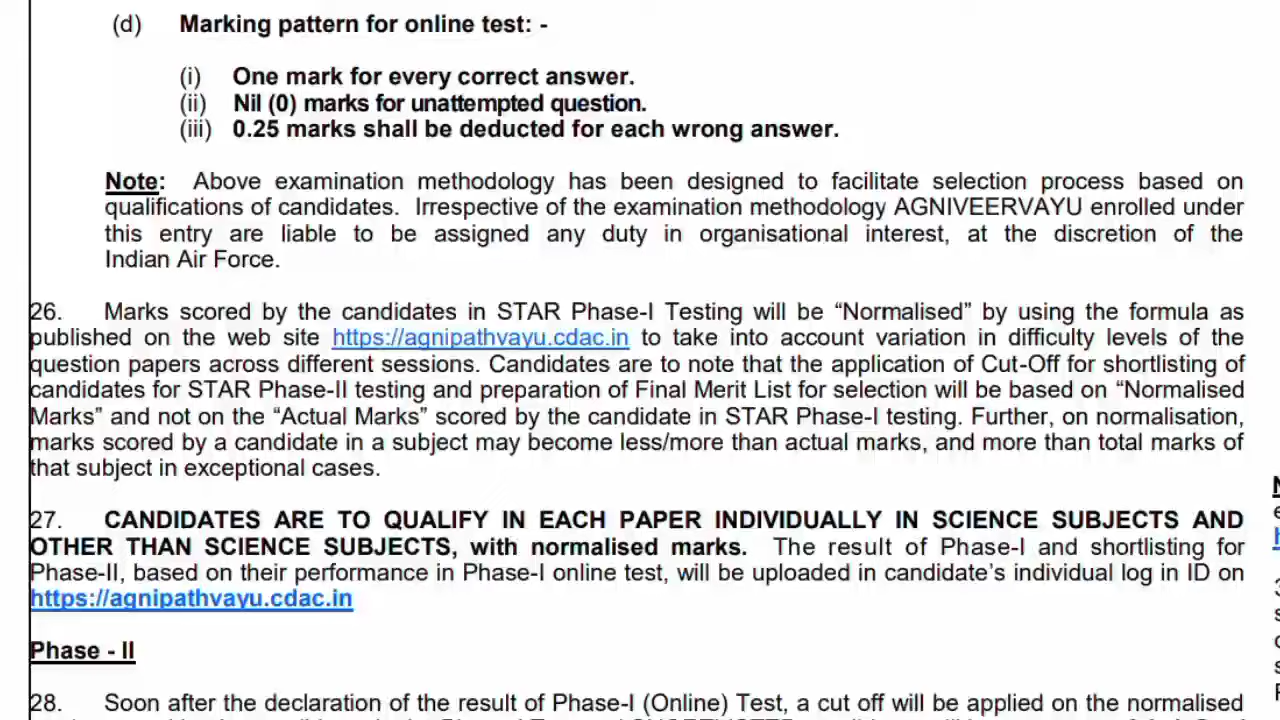 (d) Marking pattern for online test: -
(i) One mark for every correct answer.
(ii) Nil (0) marks for unattempted question.
(iii) 0.25 marks shall be deducted for each wrong answer.
Note: Above examination methodology has been designed to facilitate selection process based on
qualifications of candidates. Irrespective of the examination methodology AGNIVEERVAYU enrolled under
this entry are liable to be assigned any duty in organisational interest, at the discretion of the
Indian Air Force.
26. Marks scored by the candidates in STAR Phase-I Testing will be “Normalised” by using the formula as
published on the web site https://agnipathvayu.cdac.in to take into account variation in difficulty levels of the
question papers across different sessions. Candidates are to note that the application of Cut-Off for shortlisting of
candidates for STAR Phase-II testing and preparation of Final Merit List for selection will be based on “Normalised
Marks” and not on the “Actual Marks” scored by the candidate in STAR Phase-I testing. Further, on normalisation,
marks scored by a candidate in a subject may become less/more than actual marks, and more than total marks of
that subject in exceptional cases.
27. CANDIDATES ARE TO QUALIFY IN EACH PAPER INDIVIDUALLY IN SCIENCE SUBJECTS AND
OTHER THAN SCIENCE SUBJECTS, with normalised marks. The result of Phase-I and shortlisting for
Phase-II, based on their performance in Phase-I online test, will be uploaded in candidate’s individual log in ID on
https://agnipathvayu.cdac.in
Phase - II
28. Soon after the declaration of the result of Phase-I (Online) Test, a cut off will be applied on the normalised